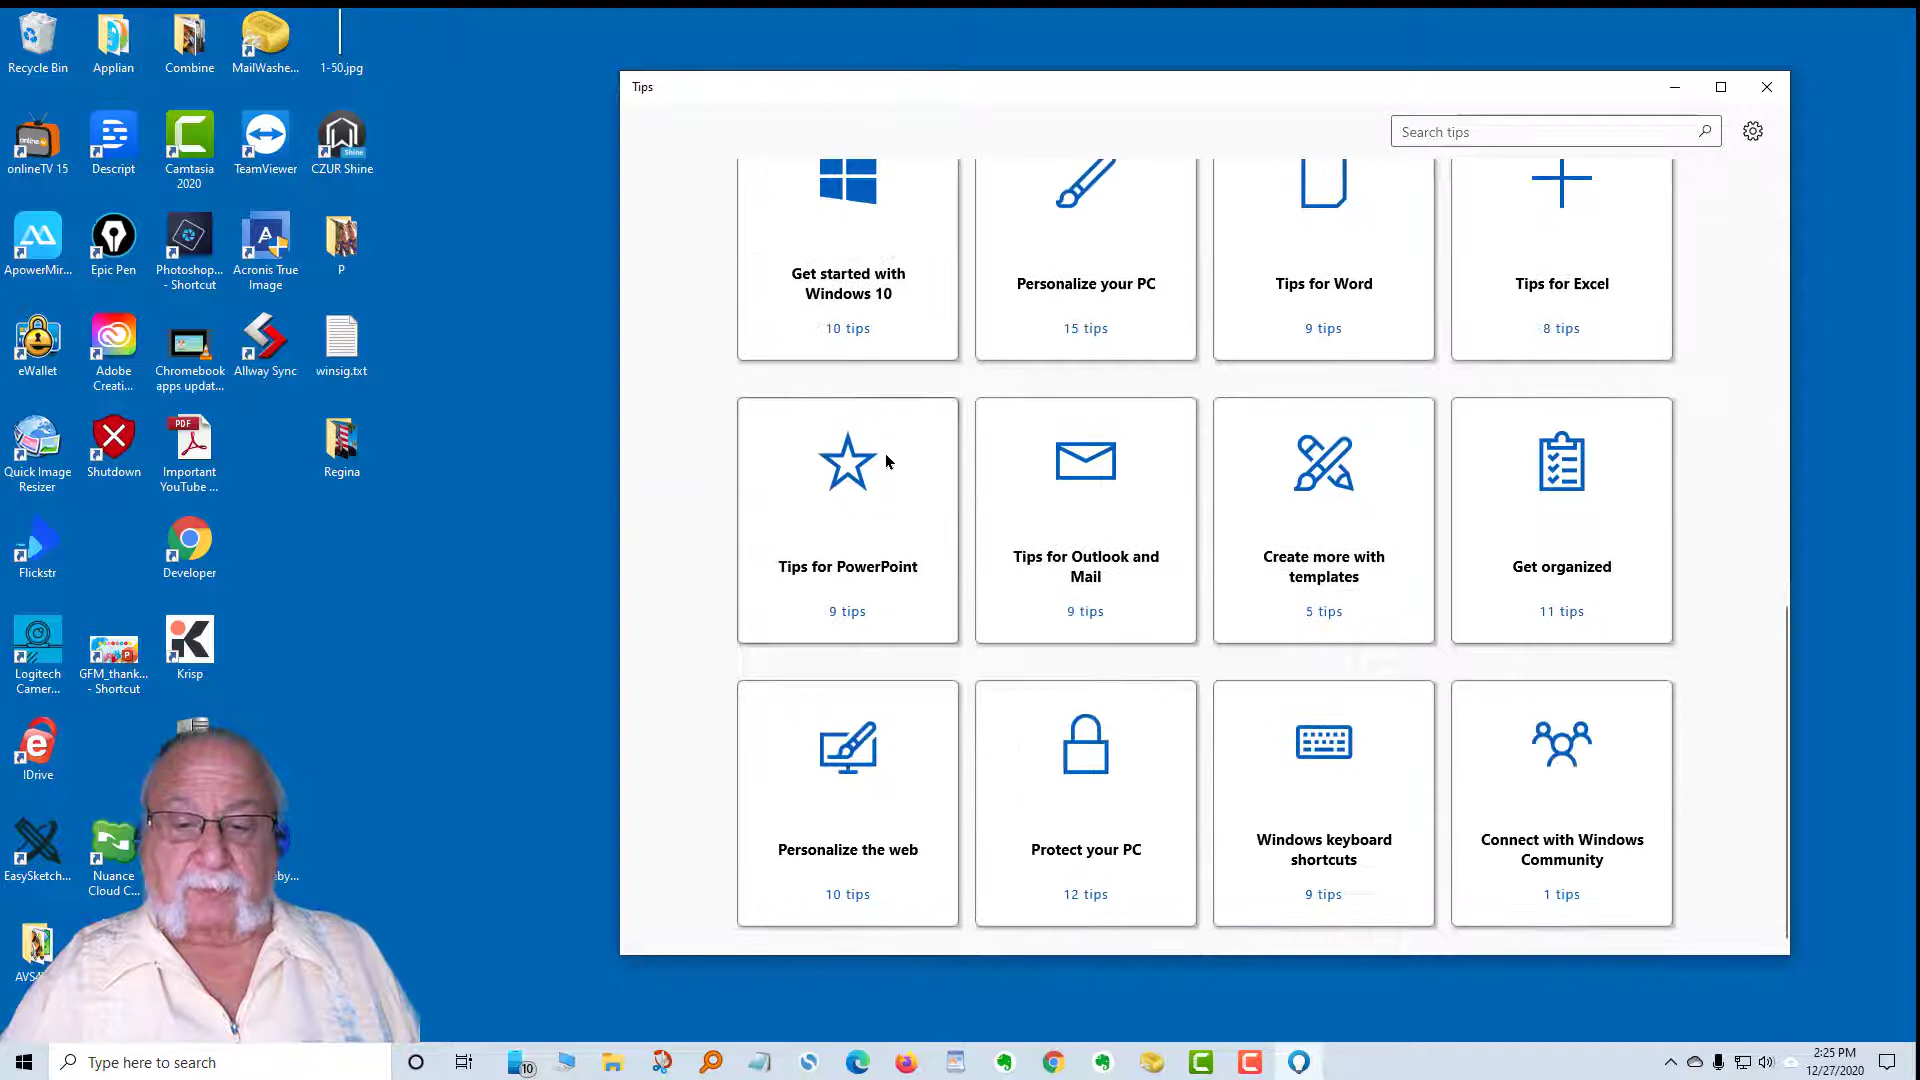 Recycle Bin
Applian
Combine
MailWashe...
1-50.jpg
onlineTV 15
Descript
Camtasia
2020
TeamViewer
CZUR Shine
Shine
ApowerMir...
Epic Pen
Photoshop...
- Shortcut
Acronis True
Image
P
eWallet
Adobe
Creati...
Chromebook
apps updat...
Allway Sync
winsig.txt
Quick Image
Resizer
Shutdown
PDF
Important
YouTube ...
Regina
Flickstr
Developer
Logitech
Camer...
GFM_thank...
- Shortcut
Krisp
IDrive
EasySketch...
Nuance
Cloud C...
eby...
Tips
Search tips
Get started with
Windows 10
10 tips
Personalize your PC
15 tips
Tips for Word
9 tips
Tips for Excel
8 tips
Tips for PowerPoint
9 tips
Tips for Outlook and
Mail
9 tips
Create more with
templates
5 tips
Get organized
11 tips
Personalize the web
10 tips
Protect your PC
12 tips
Windows keyboard
shortcuts
9 tips
Connect with Windows
Community
1 tips
Type here to search
10
2:25 PM
12/27/2020